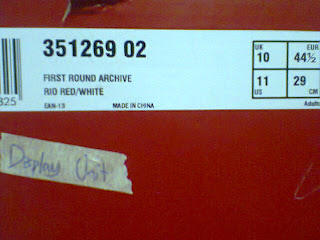 351269 02
FIRST ROUND ARCHIVE
RIO RED/WHITE
EAN-13 MADE IN CHINA
UK EUR
10 44½
11 29
US CM
Adults
325
Display Unit